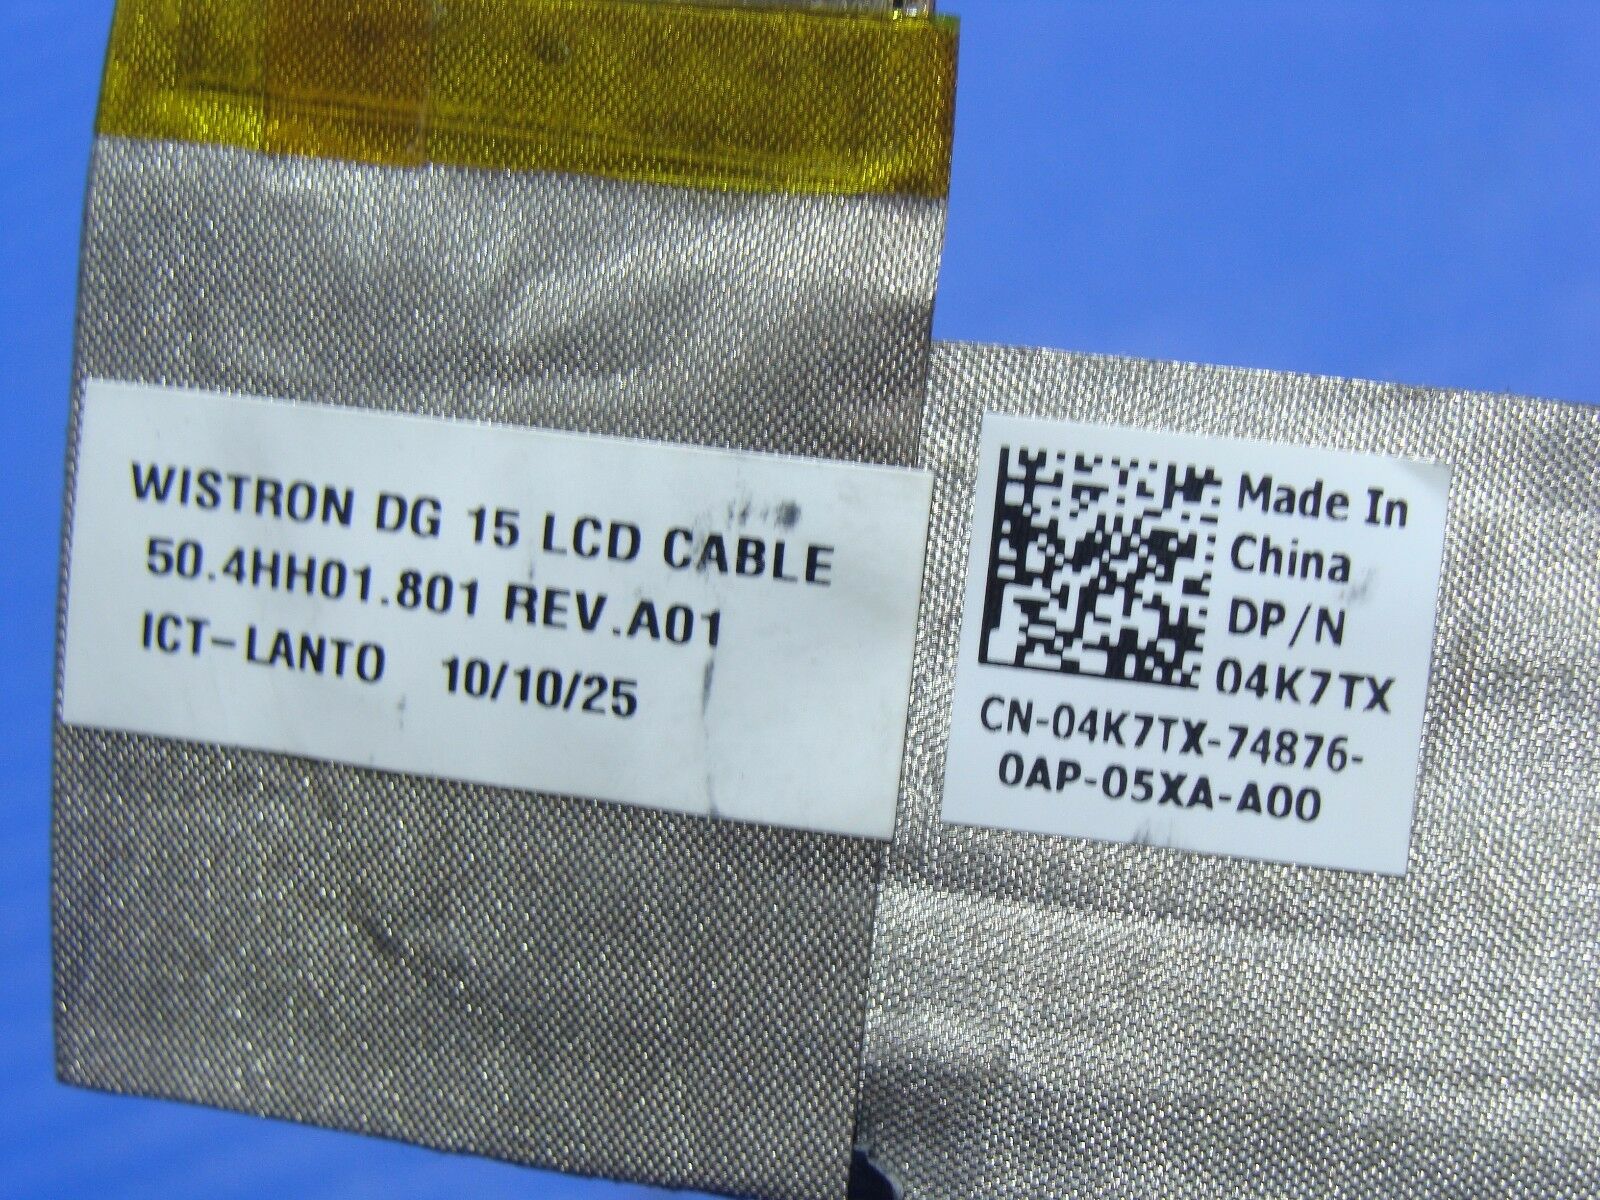 WISTRON DG 15 LCD CABLE
50.4HH01.801 REV.A01
ICT-LANTO 10/10/25
Made In
China
DP/N
04K7TX
CN-04K7TX-74876-
0AP-05XA-A00